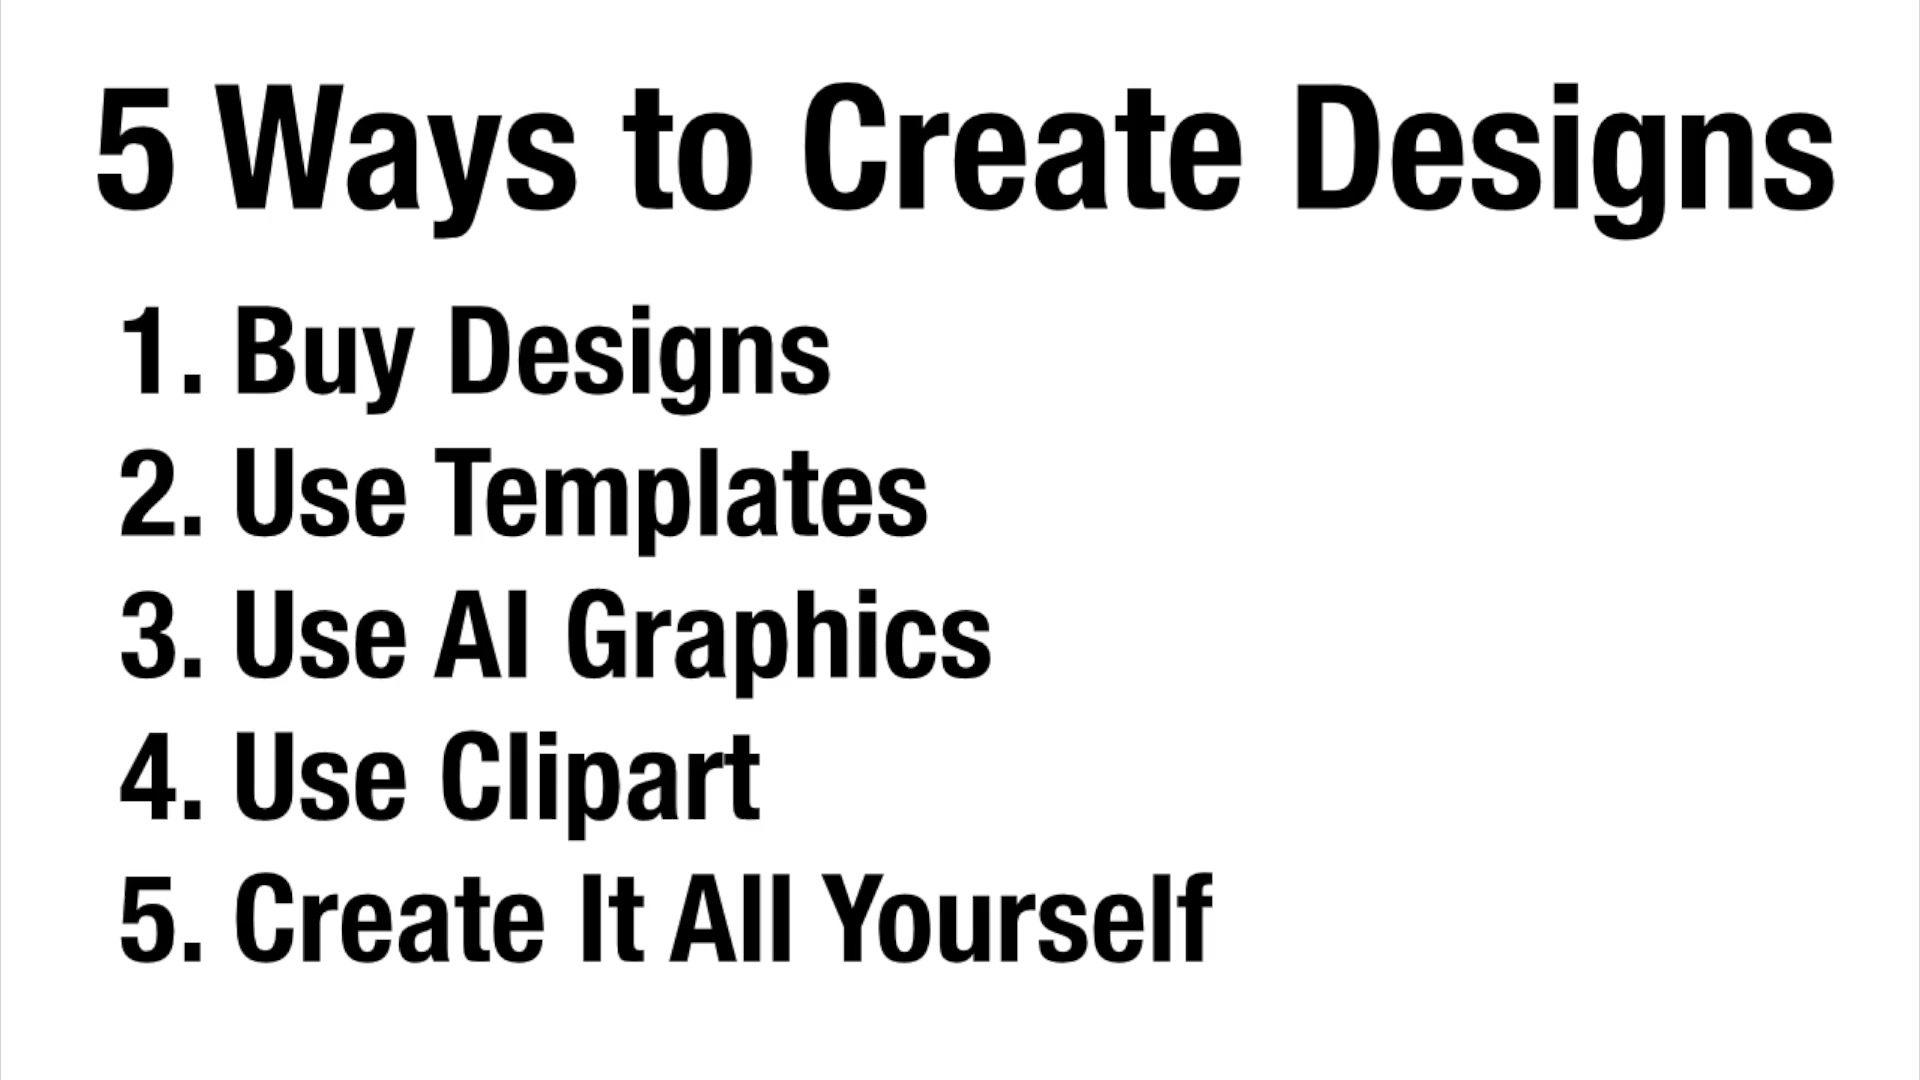 5 Ways to Create Designs
1. Buy Designs
2. Use Templates
3. Use AI Graphics
4. Use Clipart
5. Create It All Yourself